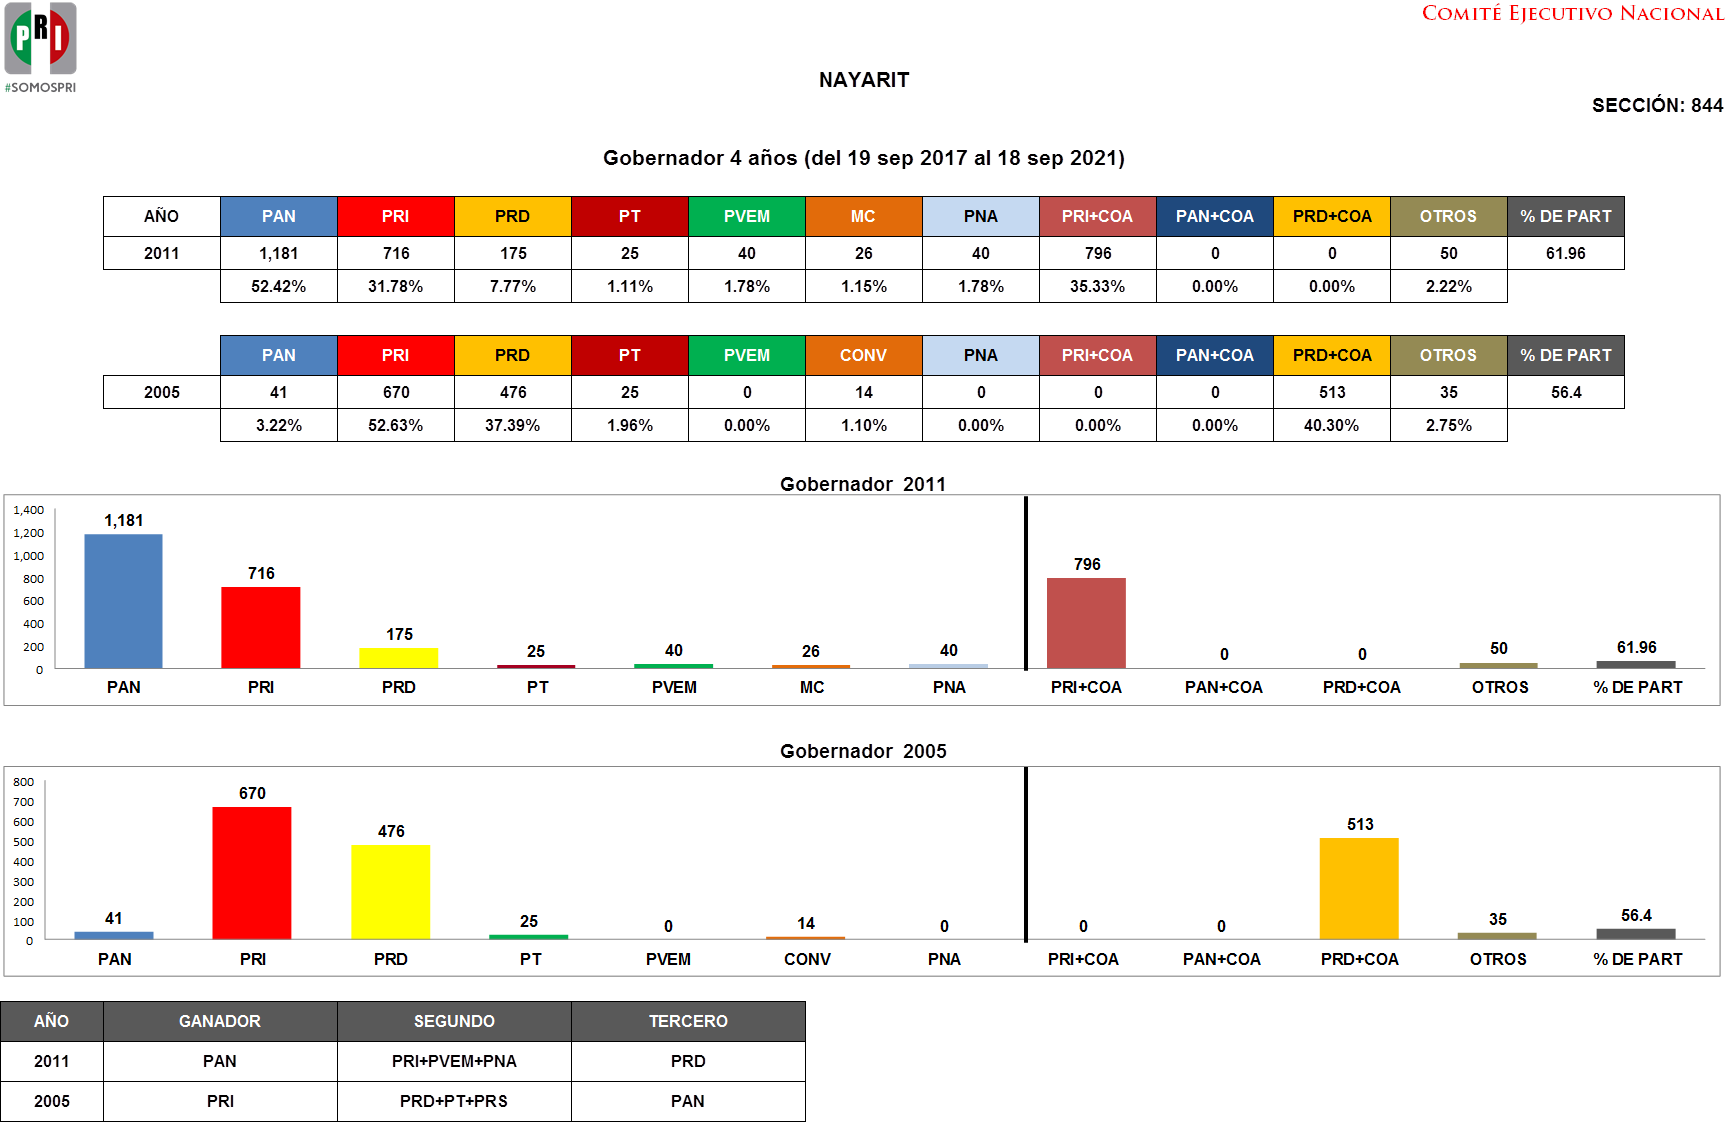 PRI
#SOMOSPRI
COMITÉ EJECUTIVO NACIONAL
NAYARIT
SECCIÓN: 844
Gobernador 4 años (del 19 sep 2017 al 18 sep 2021)
AÑO PAN PRI PRD PT PVEM MC PNA PRI+COA PAN+COA PRD+COA OTROS % DE PART
2011 1,181 716 175 25 40 26 40 796 0 0 50 61.96
52.42% 31.78% 7.77% 1.11% 1.78% 1.15% 1.78% 35.33% 0.00% 0.00% 2.22%
PAN PRI PRD PT PVEM CONV PNA PRI+COA PAN+COA PRD+COA OTROS % DE PART
2005 41 670 476 25 0 14 0 0 0 513 35 56.4
3.22% 52.63% 37.39% 1.96% 0.00% 1.10% 0.00% 0.00% 0.00% 40.30% 2.75%
Gobernador 2011
1,400
1,200
1,000
800
600
400
200
0
1,181 716 175 25 40 26 40 796 0 0 50 61.96
PAN PRI PRD PT PVEM MC PNA PRI+COA PAN+COA PRD+COA OTROS % DE PART
Gobernador 2005
800
700
600
500
400
300
200
100
0
41 670 476 25 0 14 0 0 0 513 35 56.4
PAN PRI PRD PT PVEM CONV PNA PRI+COA PAN+COA PRD+COA OTROS % DE PART
AÑO GANADOR SEGUNDO TERCERO
2011 PAN PRI+PVEM+PNA PRD
2005 PRI PRD+PT+PRS PAN